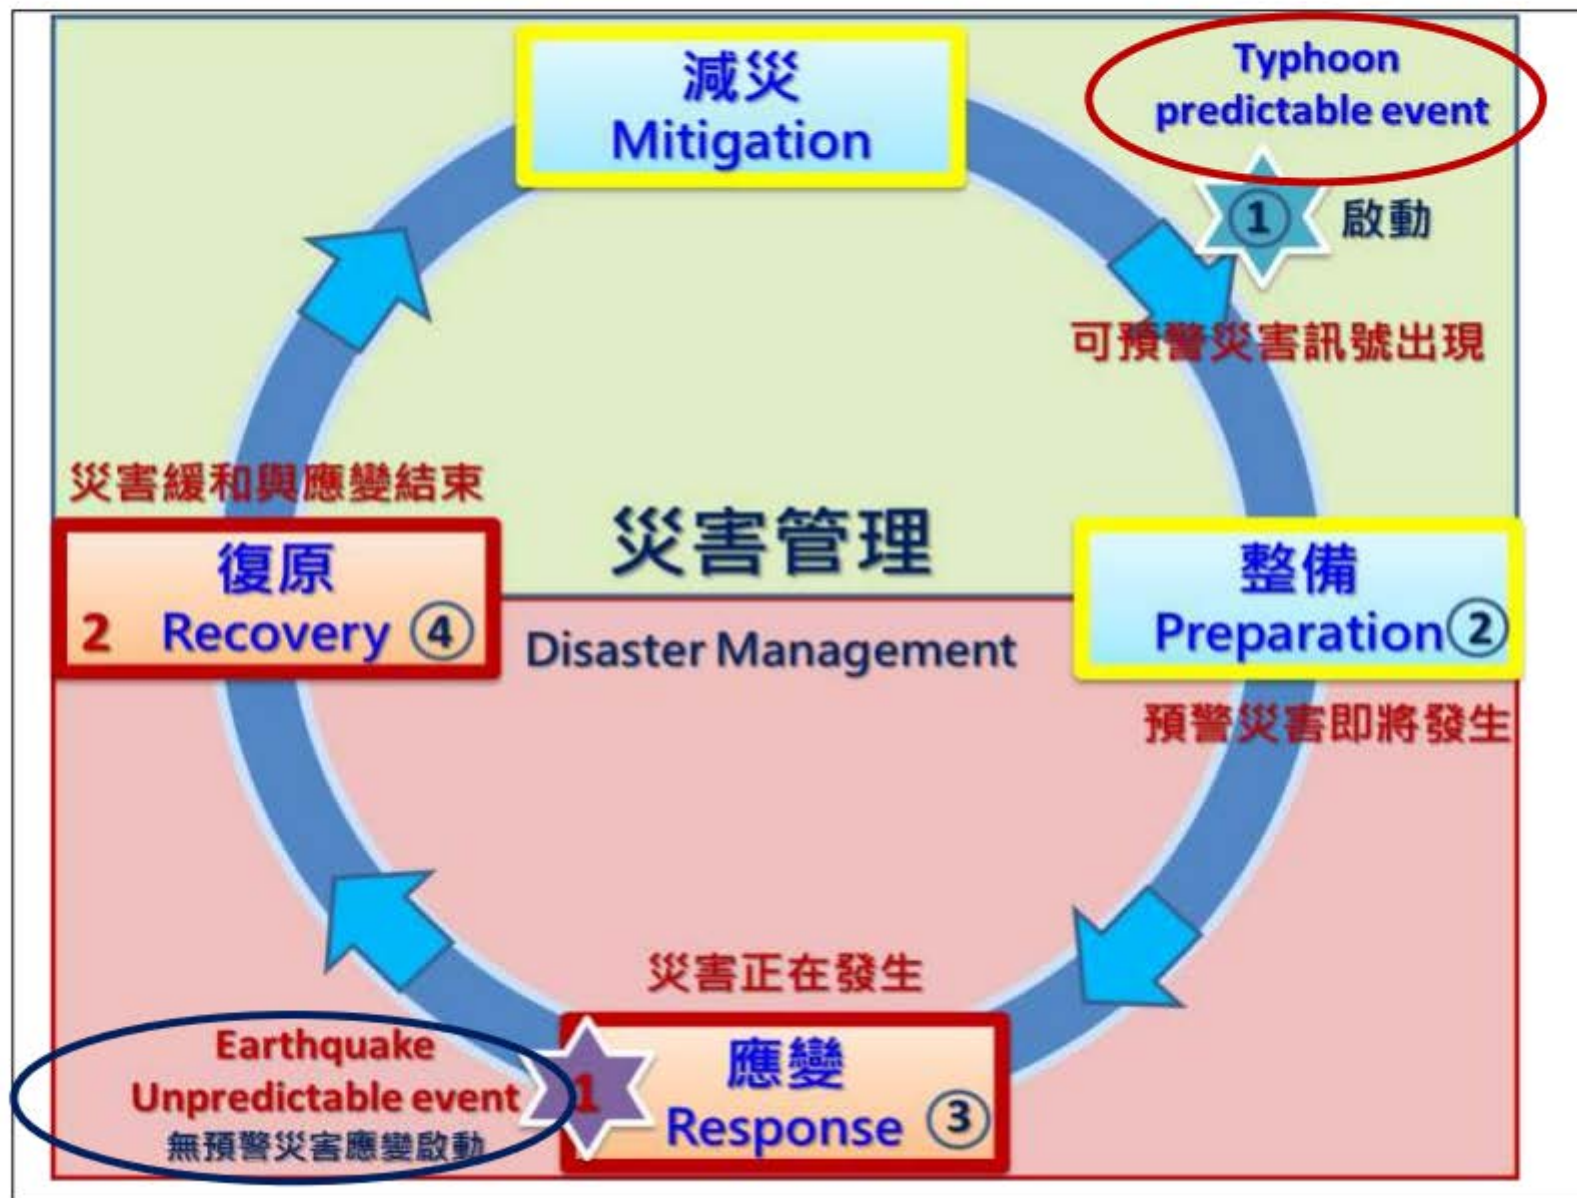 減災
Mitigation
Typhoon
predictable event
① 啟動
可預警災害訊號出現
災害緩和與應變結束
復原
2 Recovery ④
災害管理
Disaster Management
整備
Preparation②
預警災害即將發生
災害正在發生
Earthquake
Unpredictable event
無預警災害應變啟動
1
應變
Response ③